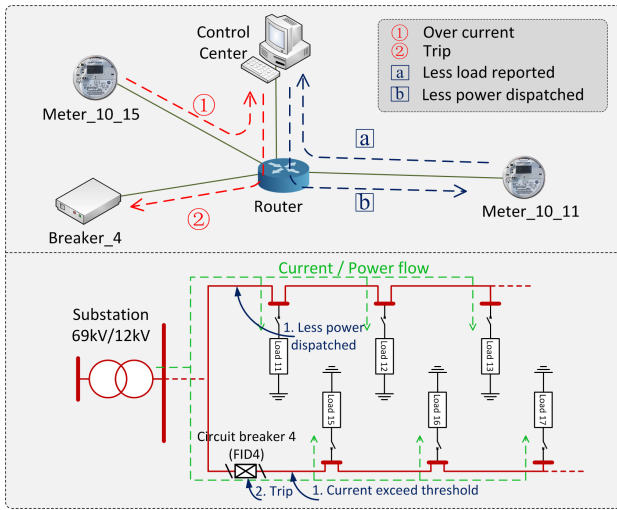 Control
Center
① Over current
② Trip
a Less load reported
b Less power dispatched
Meter_10_15
①
a
b
②
Router
Meter_10_11
Breaker_4
Current / Power flow
Substation
69kV/12kV
1. Less power
dispatched
Load 11
Load 12
Load 13
Load 15
Load 16
Load 17
Circuit breaker 4
(FID4)
2. Trip
1. Current exceed threshold